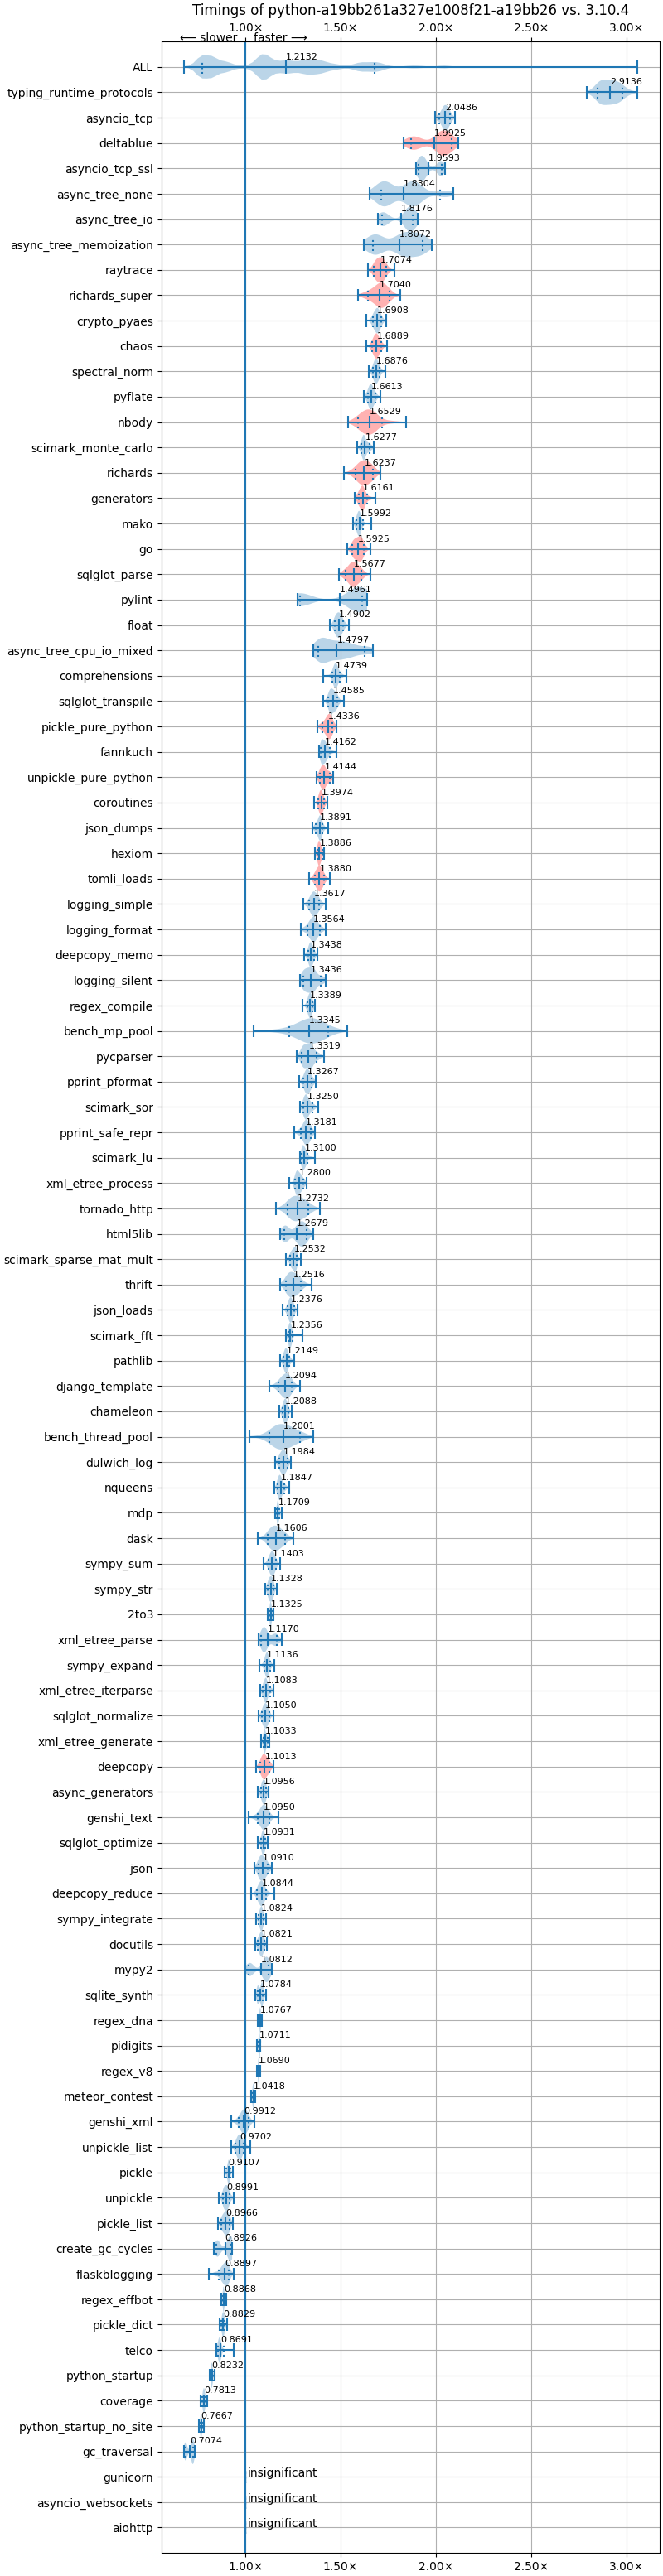 Timings of python-a19bb261a327e1008f21-a19bb26 vs. 3.10.4
1.00× 1.50× 2.00× 2.50× 3.00×
⟵ slower faster ⟶
ALL 1.2132
typing_runtime_protocols 2.9136
asyncio_tcp 2.0486
deltablue 1.9925
asyncio_tcp_ssl 1.9593
async_tree_none 1.8304
async_tree_io 1.8176
async_tree_memoization 1.8072
raytrace 1.7074
richards_super 1.7040
crypto_pyaes 1.6908
chaos 1.6889
spectral_norm 1.6876
pyflate 1.6613
nbody 1.6529
scimark_monte_carlo 1.6277
richards 1.6237
generators 1.6161
mako 1.5992
go 1.5925
sqlglot_parse 1.5677
pylint 1.4961
float 1.4902
async_tree_cpu_io_mixed 1.4797
comprehensions 1.4739
sqlglot_transpile 1.4585
pickle_pure_python 1.4336
fannkuch 1.4162
unpickle_pure_python 1.4144
coroutines 1.3974
json_dumps 1.3891
hexiom 1.3886
tomli_loads 1.3880
logging_simple 1.3617
logging_format 1.3564
deepcopy_memo 1.3438
logging_silent 1.3436
regex_compile 1.3389
bench_mp_pool 1.3345
pycparser 1.3319
pprint_pformat 1.3267
scimark_sor 1.3250
pprint_safe_repr 1.3181
scimark_lu 1.3100
xml_etree_process 1.2800
tornado_http 1.2732
html5lib 1.2679
scimark_sparse_mat_mult 1.2532
thrift 1.2516
json_loads 1.2376
scimark_fft 1.2356
pathlib 1.2149
django_template 1.2094
chameleon 1.2088
bench_thread_pool 1.2001
dulwich_log 1.1984
nqueens 1.1847
mdp 1.1709
dask 1.1606
sympy_sum 1.1403
sympy_str 1.1328
2to3 1.1325
xml_etree_parse 1.1170
sympy_expand 1.1136
xml_etree_iterparse 1.1083
sqlglot_normalize 1.1050
xml_etree_generate 1.1033
deepcopy 1.1013
async_generators 1.0956
genshi_text 1.0950
sqlglot_optimize 1.0931
json 1.0910
deepcopy_reduce 1.0844
sympy_integrate 1.0824
docutils 1.0821
mypy2 1.0812
sqlite_synth 1.0784
regex_dna 1.0767
pidigits 1.0711
regex_v8 1.0690
meteor_contest 1.0418
genshi_xml 0.9912
unpickle_list 0.9702
pickle 0.9107
unpickle 0.8991
pickle_list 0.8966
create_gc_cycles 0.8926
flaskblogging 0.8897
regex_effbot 0.8868
pickle_dict 0.8829
telco 0.8691
python_startup 0.8232
coverage 0.7813
python_startup_no_site 0.7667
gc_traversal 0.7074
gunicorn insignificant
asyncio_websockets insignificant
aiohttp insignificant
1.00× 1.50× 2.00× 2.50× 3.00×